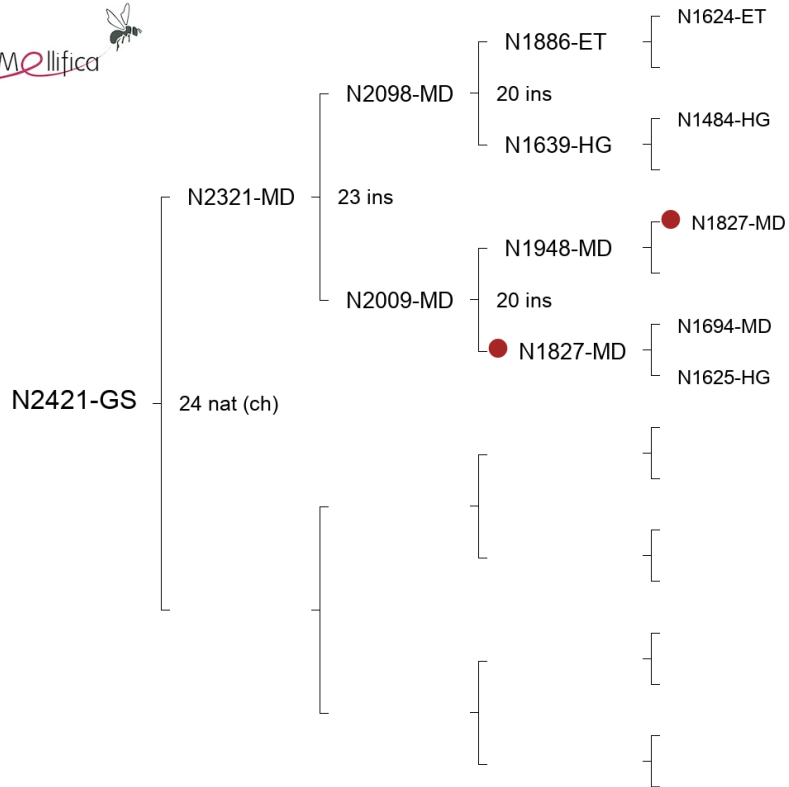 Mellifica
N1624-ET
N1886-ET
N2098-MD
20 ins
N1484-HG
N1639-HG
N2321-MD
23 ins
N1827-MD
N1948-MD
N2009-MD
20 ins
N1694-MD
N1827-MD
N1625-HG
N2421-GS
24 nat (ch)